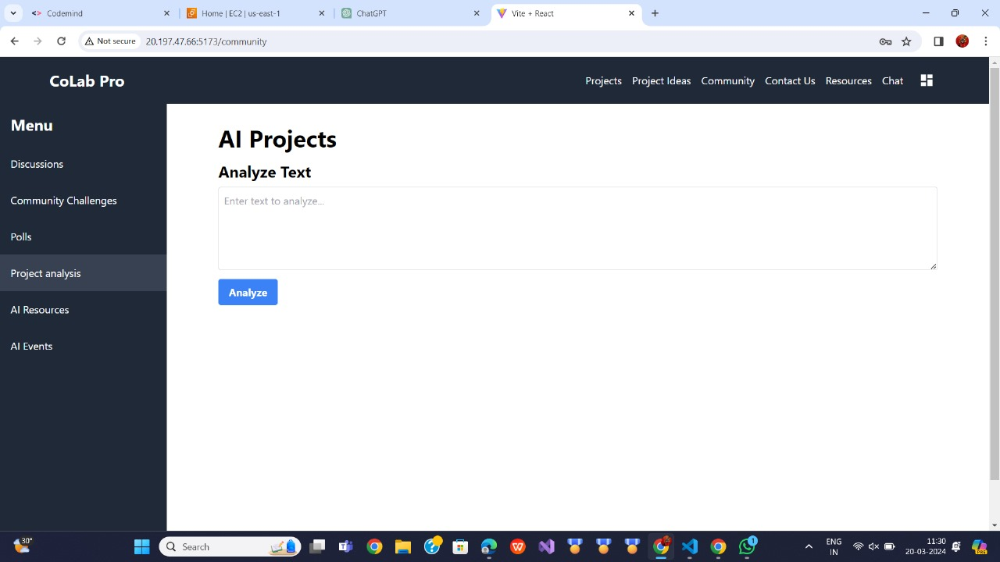 Codemind
Home | EC2 | us-east-1
ChatGPT
Vite + React
Not secure
20.197.47.66:5173/community
CoLab Pro
Projects
Project Ideas
Community
Contact Us
Resources
Chat
Menu
Discussions
Community Challenges
Polls
Project analysis
AI Resources
AI Events
AI Projects
Analyze Text
Enter text to analyze...
Analyze
30°
Search
1
ENG
IN
11:30
20-03-2024
PRE